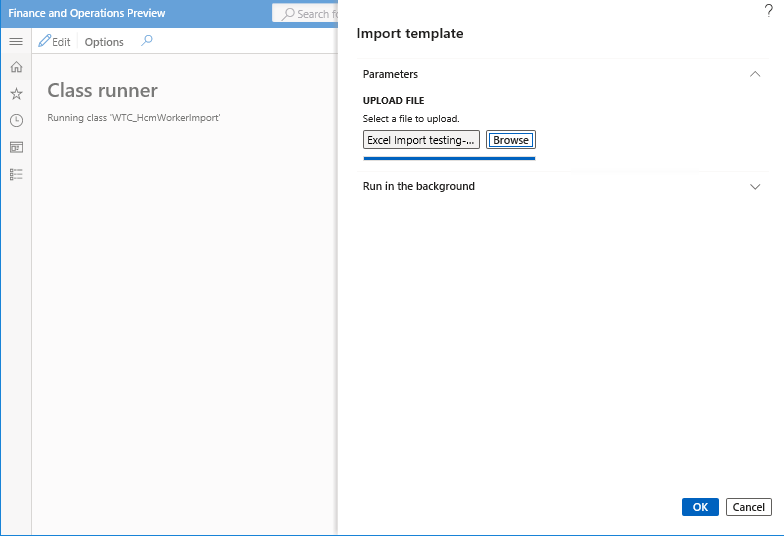 Finance and Operations Preview
Search fo
?
Edit
Options
Class runner
Running class 'WTC_HcmWorkerImport'
Import template
Parameters
UPLOAD FILE
Select a file to upload.
Excel Import testing-...
Browse
Run in the background
OK
Cancel